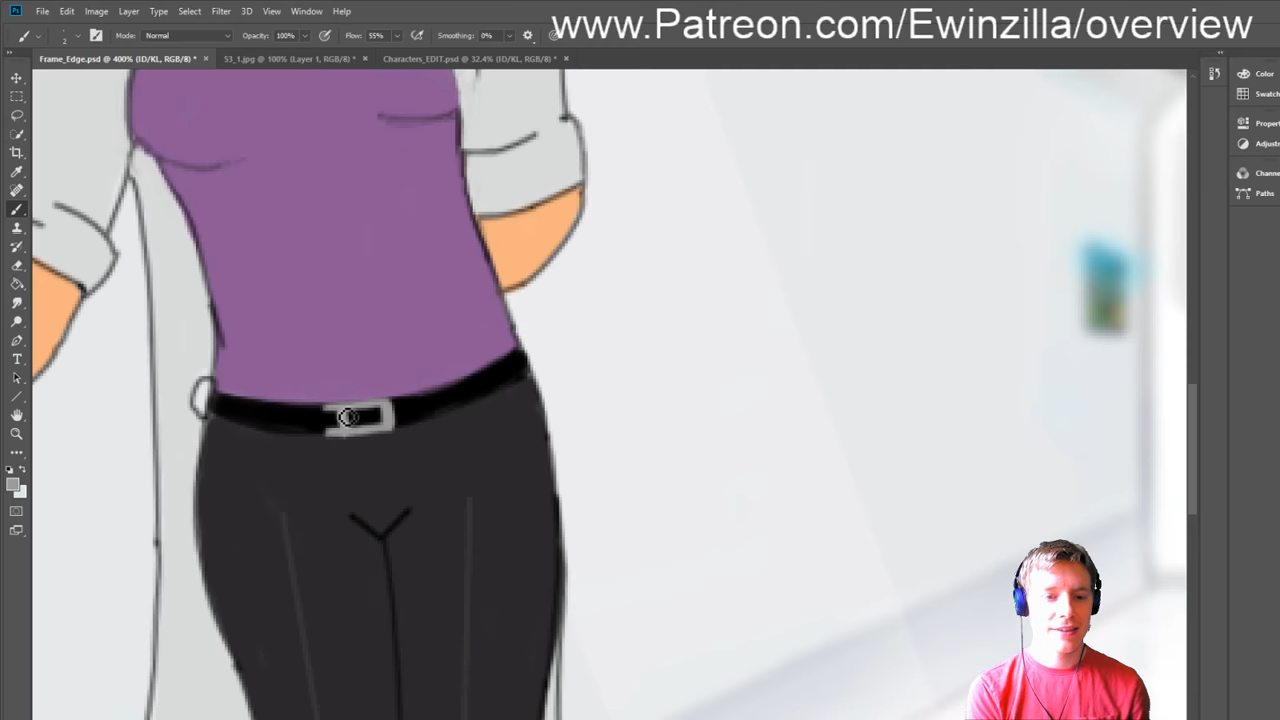 www.Patreon.com/Ewinzilla/overview
Ps File Edit Image Layer Type Select Filter 3D View Window Help
2 Mode: Normal Opacity: 100% Flow: 55% Smoothing: 0%
Frame_Edge.psd @ 400% (ID/KL, RGB/8) * × 53_1.jpg @ 100% (Layer 1, RGB/8) * × Characters_EDIT.psd @ 32.4% (ID/KL, RGB/8) * ×
Color
Swatch
Proper
Adjust
Channe
Paths
T